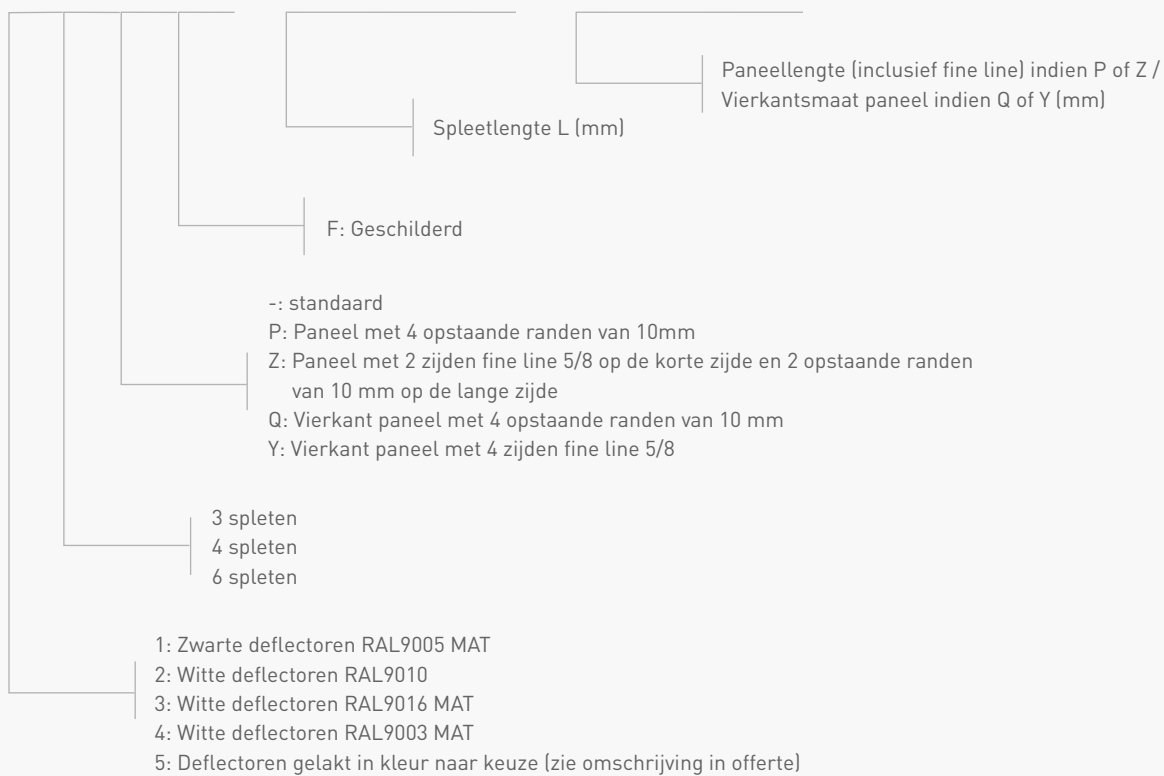 Paneellengte (inclusief fine line) indien P of Z /
Vierkantsmaat paneel indien Q of Y (mm)
Spleetlengte L (mm)
F: Geschilderd
-: standaard
P: Paneel met 4 opstaande randen van 10mm
Z: Paneel met 2 zijden fine line 5/8 op de korte zijde en 2 opstaande randen
van 10 mm op de lange zijde
Q: Vierkant paneel met 4 opstaande randen van 10 mm
Y: Vierkant paneel met 4 zijden fine line 5/8
3 spleten
4 spleten
6 spleten
1: Zwarte deflectoren RAL9005 MAT
2: Witte deflectoren RAL9010
3: Witte deflectoren RAL9016 MAT
4: Witte deflectoren RAL9003 MAT
5: Deflectoren gelakt in kleur naar keuze (zie omschrijving in offerte)